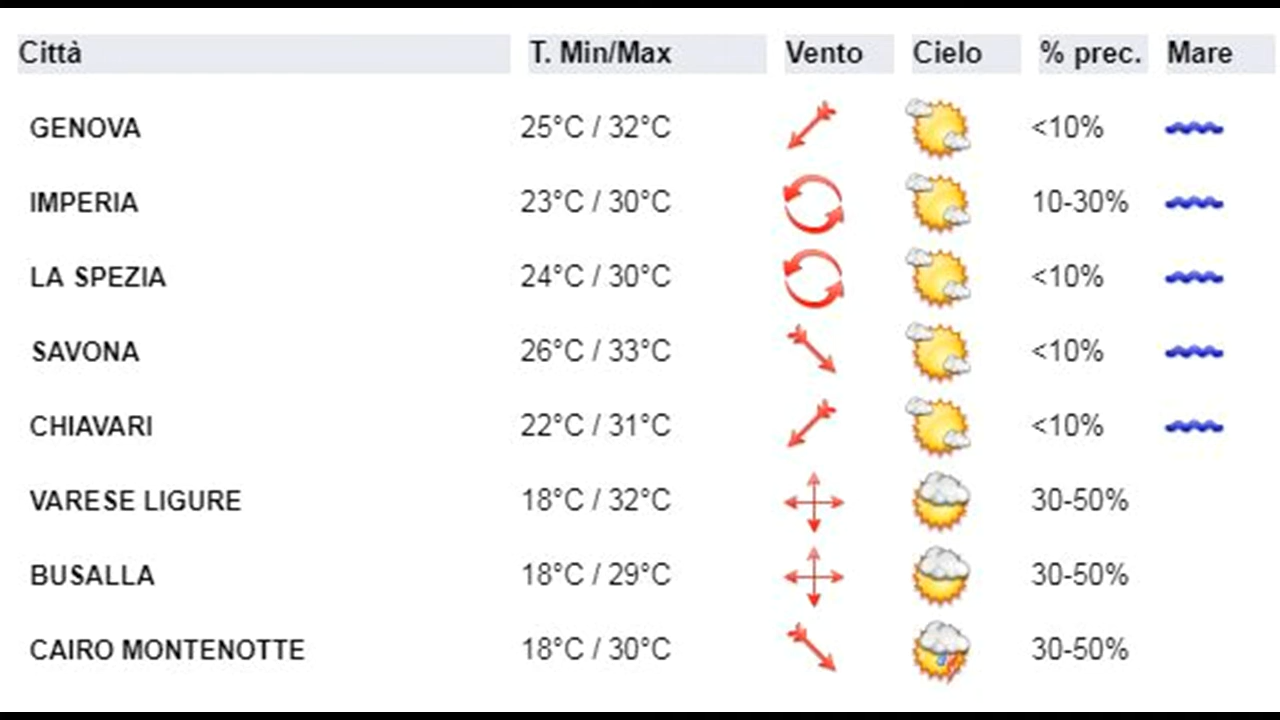 Città T. Min/Max Vento Cielo % prec. Mare
GENOVA 25°C / 32°C <10%
IMPERIA 23°C / 30°C 10-30%
LA SPEZIA 24°C / 30°C <10%
SAVONA 26°C / 33°C <10%
CHIAVARI 22°C / 31°C <10%
VARESE LIGURE 18°C / 32°C 30-50%
BUSALLA 18°C / 29°C 30-50%
CAIRO MONTENOTTE 18°C / 30°C 30-50%